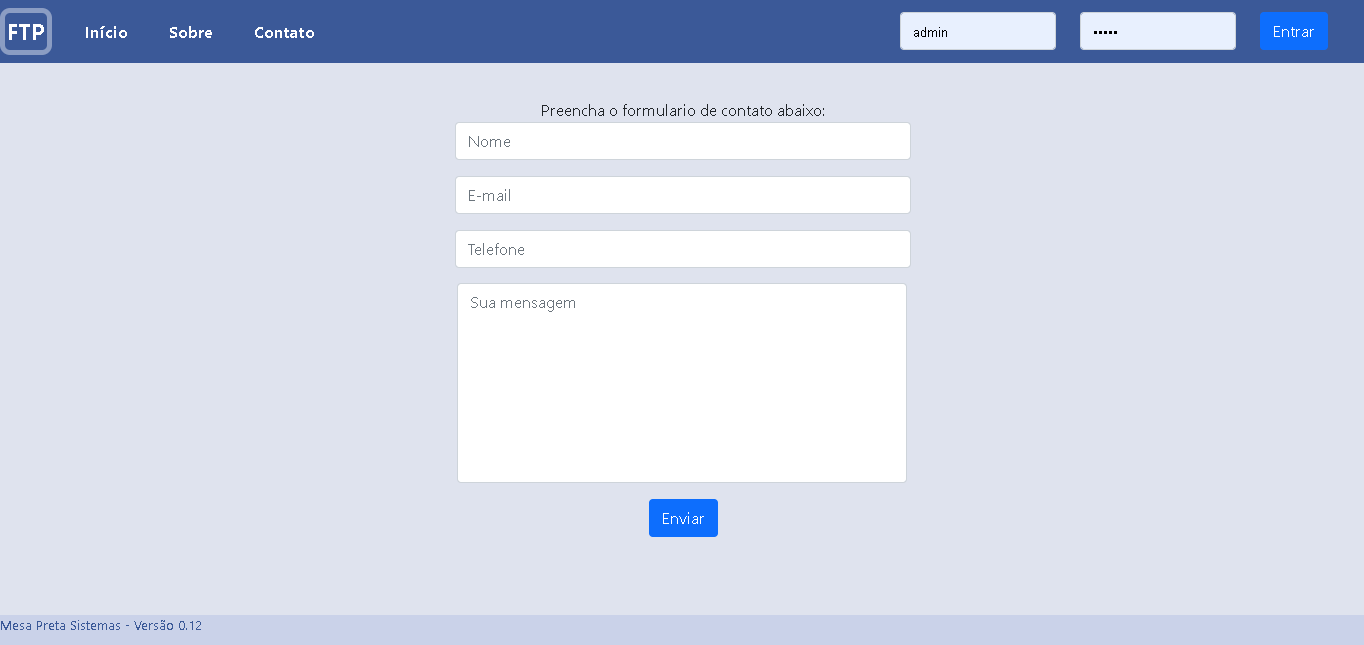 FTP Início Sobre Contato admin ••••• Entrar
Preencha o formulario de contato abaixo:
Nome
E-mail
Telefone
Sua mensagem
Enviar
Mesa Preta Sistemas - Versão 0.12